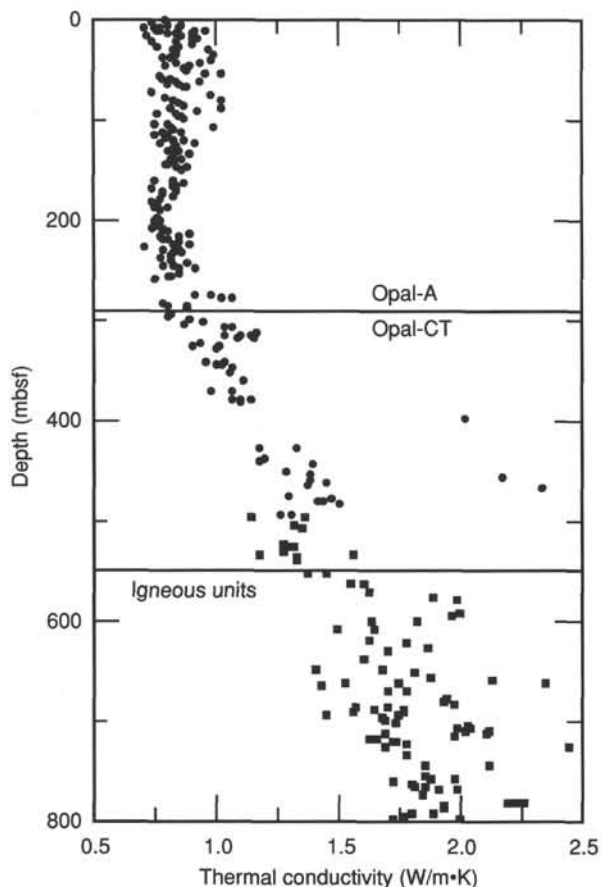 0
200
400
600
800
Depth (mbsf)
Opal-A
Opal-CT
Igneous units
0.5
1.0
1.5
2.0
2.5
Thermal conductivity (W/m•K)